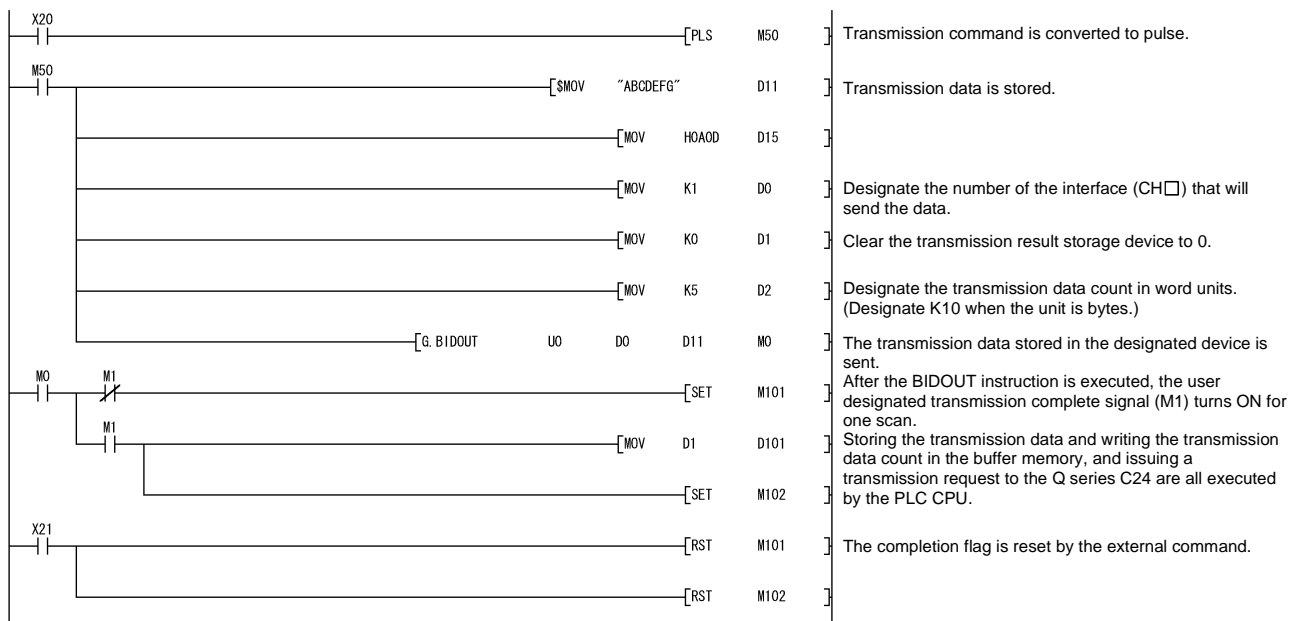 X20
[PLS M50 ] Transmission command is converted to pulse.
M50
[$MOV "ABCDEFG" D11 ] Transmission data is stored.
[MOV H0A0D D15 ]
[MOV K1 D0 ] Designate the number of the interface (CH□) that will
send the data.
[MOV K0 D1 ] Clear the transmission result storage device to 0.
[MOV K5 D2 ] Designate the transmission data count in word units.
(Designate K10 when the unit is bytes.)
[G.BIDOUT U0 D0 D11 M0 ] The transmission data stored in the designated device is
sent.
M0 M1
[SET M101 ] After the BIDOUT instruction is executed, the user
designated transmission complete signal (M1) turns ON for
one scan.
M1
[MOV D1 D101 ] Storing the transmission data and writing the transmission
data count in the buffer memory, and issuing a
transmission request to the Q series C24 are all executed
[SET M102 ] by the PLC CPU.
X21
[RST M101 ] The completion flag is reset by the external command.
[RST M102 ]